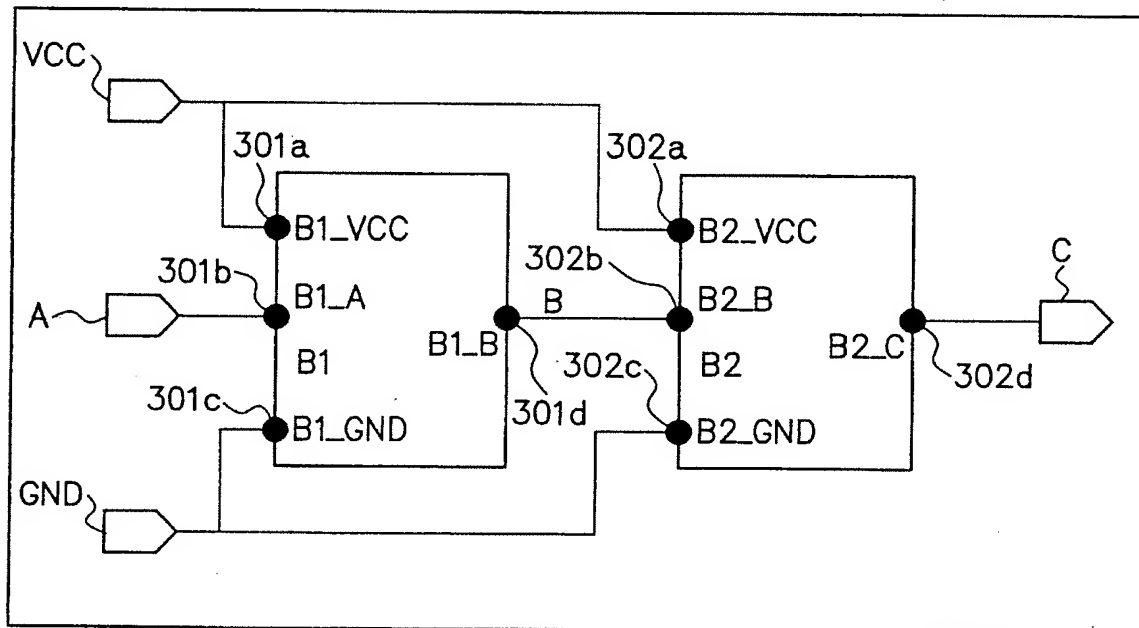 VCC
301a
302a
B1_VCC
B2_VCC
301b
302b
C
A
B1_A
B
B2_B
B1_B
B2_C
B1
B2
301c
302c
301d
302d
B1_GND
B2_GND
GND